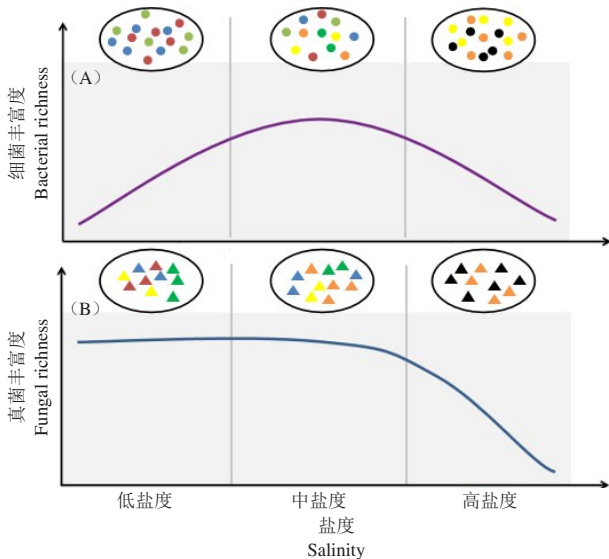 （A）
细菌丰富度
Bacterial richness
（B）
真菌丰富度
Fungal richness
低盐度 中盐度 高盐度
盐度
Salinity